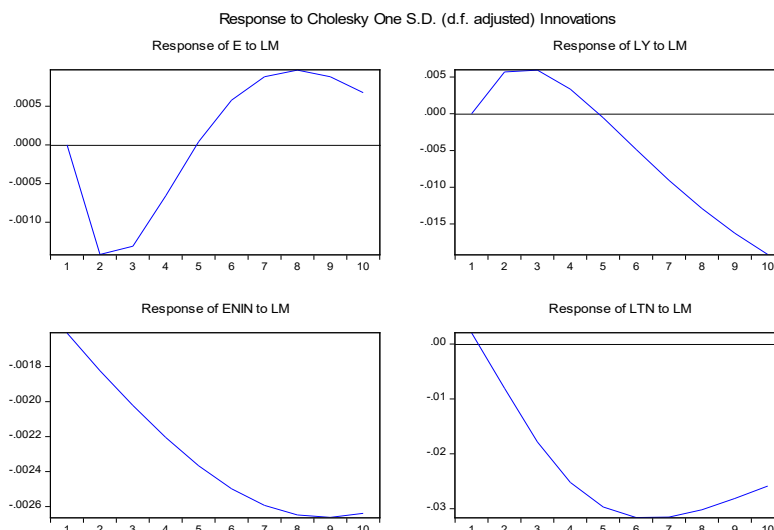 Response to Cholesky One S.D. (d.f. adjusted) Innovations
Response of E to LM
.0005
.0000
-.0005
-.0010
1 2 3 4 5 6 7 8 9 10
Response of LY to LM
.005
.000
-.005
-.010
-.015
1 2 3 4 5 6 7 8 9 10
Response of ENIN to LM
-.0018
-.0020
-.0022
-.0024
-.0026
1 2 3 4 5 6 7 8 9 10
Response of LTN to LM
.00
-.01
-.02
-.03
1 2 3 4 5 6 7 8 9 10